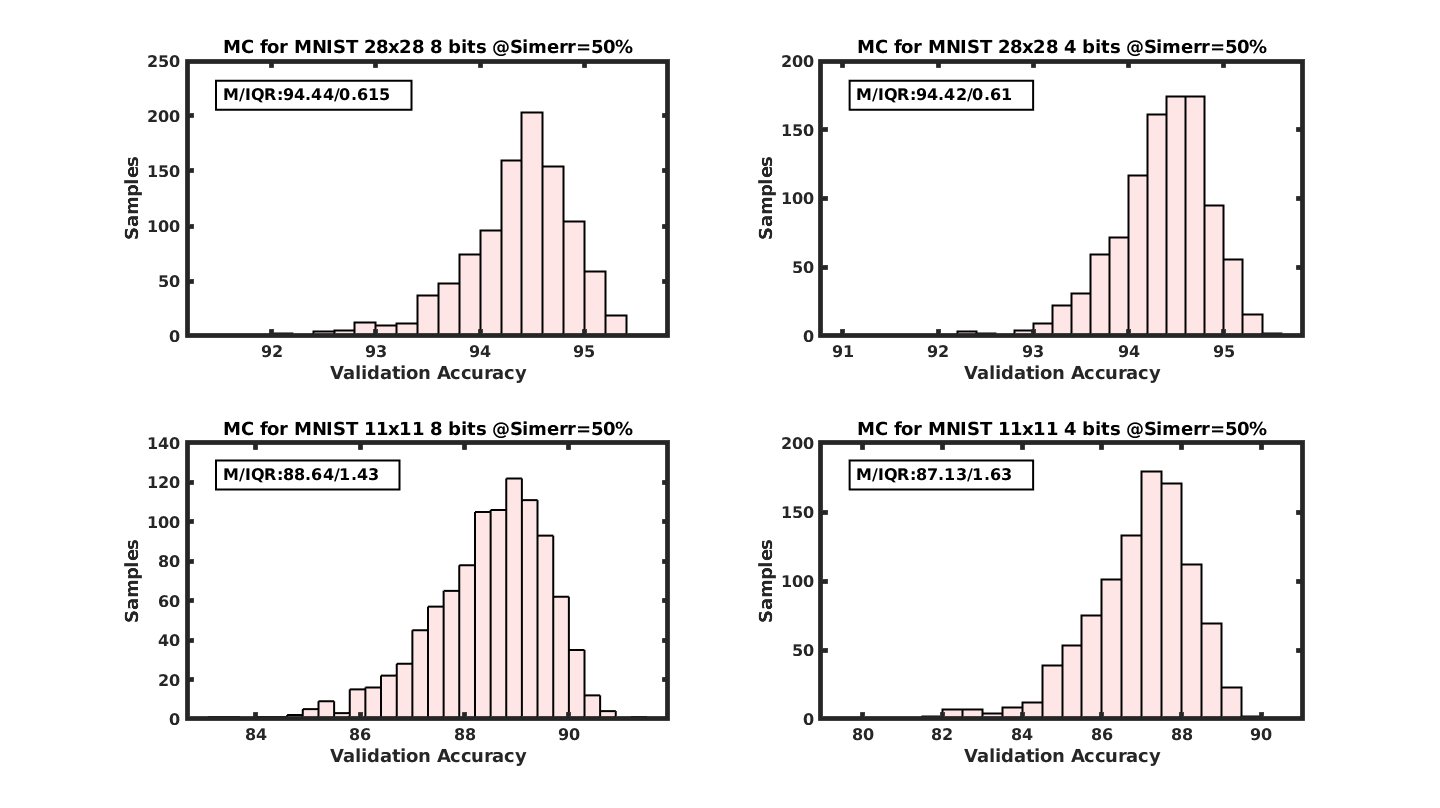 MC for MNIST 28x28 8 bits @Simerr=50%
250
200
150
100
50
0
Samples
M/IQR:94.44/0.615
92 93 94 95
Validation Accuracy
MC for MNIST 28x28 4 bits @Simerr=50%
200
150
100
50
0
Samples
M/IQR:94.42/0.61
91 92 93 94 95
Validation Accuracy
MC for MNIST 11x11 8 bits @Simerr=50%
140
120
100
80
60
40
20
0
Samples
M/IQR:88.64/1.43
84 86 88 90
Validation Accuracy
MC for MNIST 11x11 4 bits @Simerr=50%
200
150
100
50
0
Samples
M/IQR:87.13/1.63
80 82 84 86 88 90
Validation Accuracy